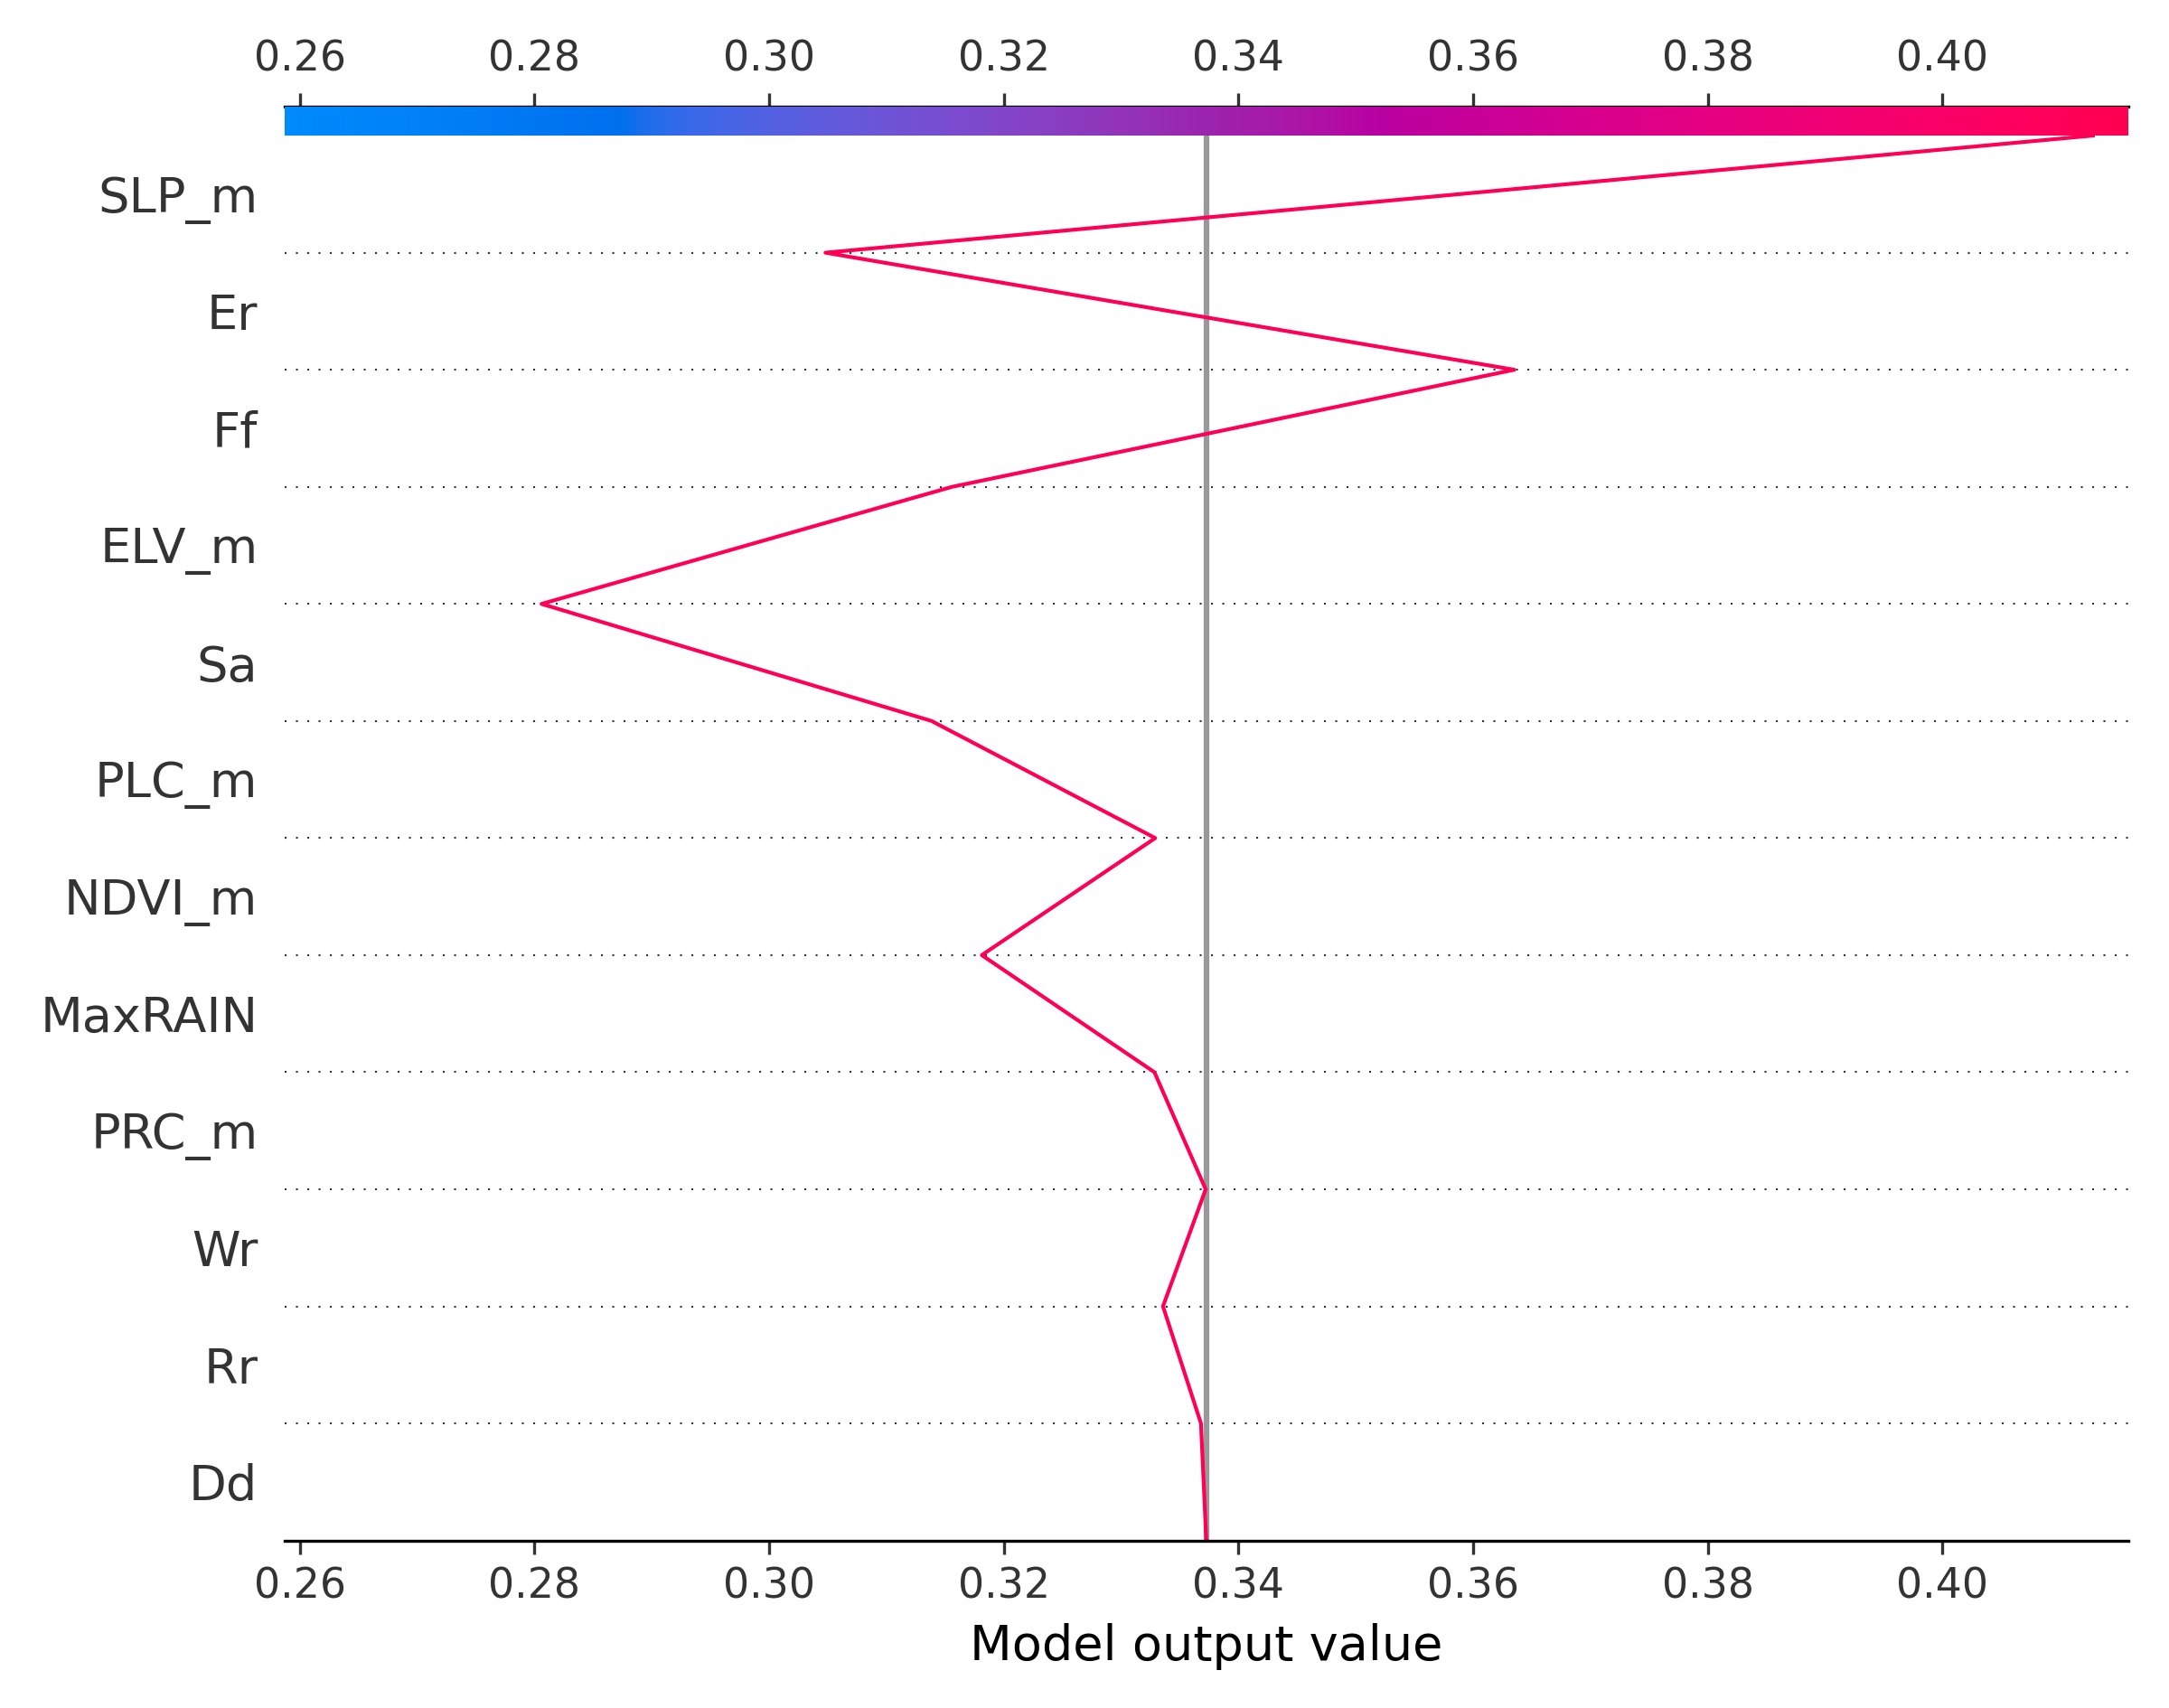 0.26 0.28 0.30 0.32 0.34 0.36 0.38 0.40
SLP_m
Er
Ff
ELV_m
Sa
PLC_m
NDVI_m
MaxRAIN
PRC_m
Wr
Rr
Dd
0.26 0.28 0.30 0.32 0.34 0.36 0.38 0.40
Model output value